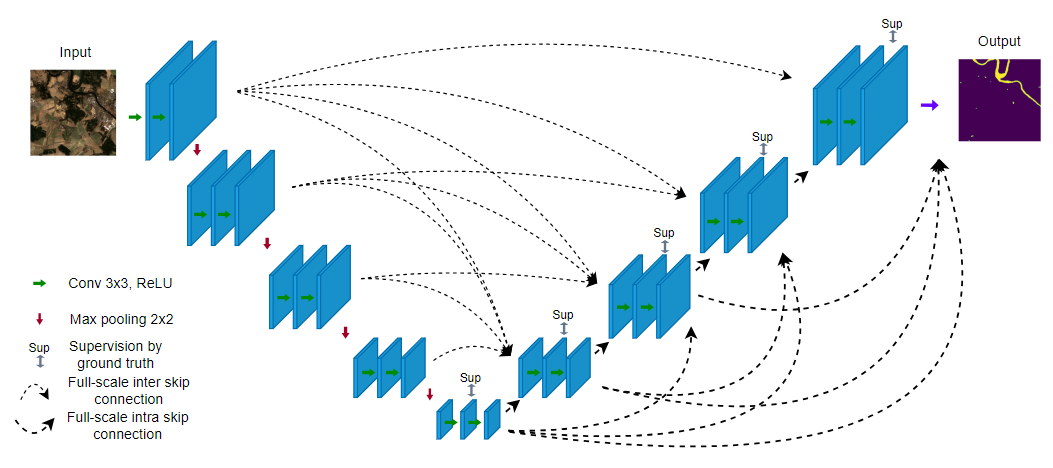 Input
Sup
Output
Sup
Sup
Sup
Sup
Conv 3x3, ReLU
Max pooling 2x2
Sup
Supervision by
ground truth
Full-scale inter skip
connection
Full-scale intra skip
connection